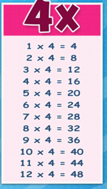 4x
1 x 4 = 4
2 x 4 = 8
3 x 4 = 12
4 x 4 = 16
5 x 4 = 20
6 x 4 = 24
7 x 4 = 28
8 x 4 = 32
9 x 4 = 36
10 x 4 = 40
11 x 4 = 44
12 x 4 = 48